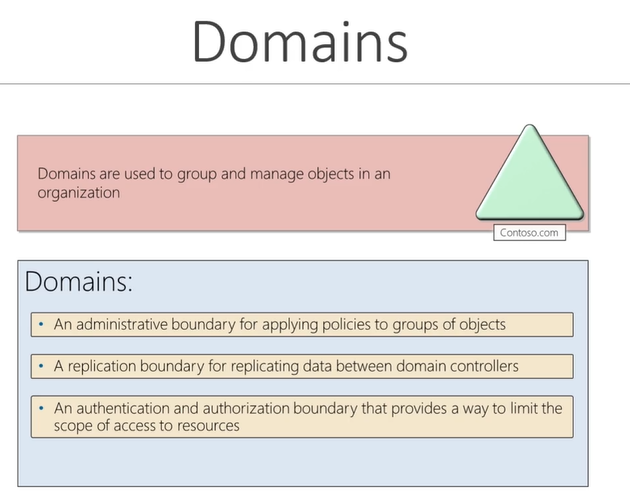 Domains
Domains are used to group and manage objects in an
organization
Contoso.com
Domains:
• An administrative boundary for applying policies to groups of objects
• A replication boundary for replicating data between domain controllers
• An authentication and authorization boundary that provides a way to limit the
scope of access to resources